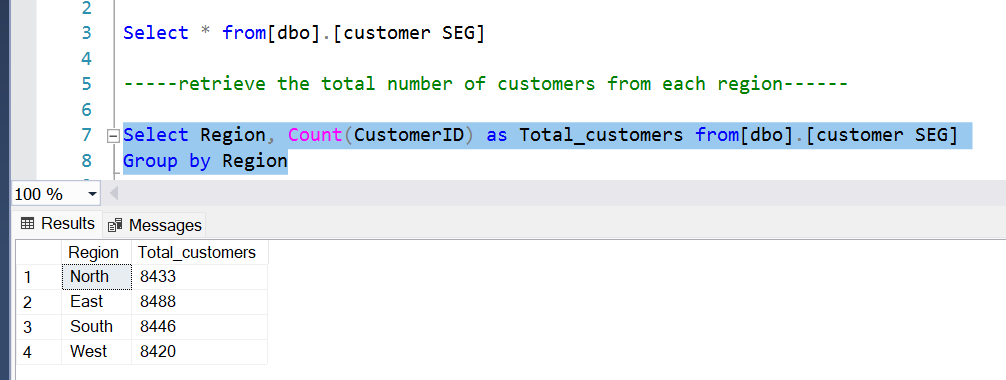 2
3 Select * from[dbo].[customer SEG]
4
5 -----retrieve the total number of customers from each region------
6
7 Select Region, Count(CustomerID) as Total_customers from[dbo].[customer SEG]
8 Group by Region
100 %
Results Messages
Region Total_customers
1 North 8433
2 East 8488
3 South 8446
4 West 8420